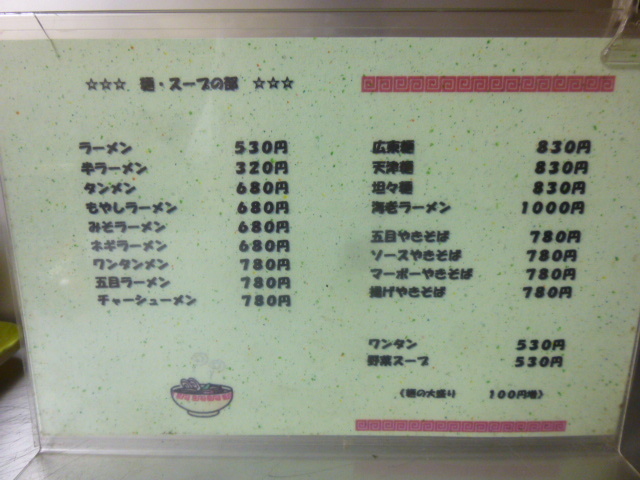 ☆☆☆ 麺・スープの部 ☆☆☆
ラーメン 530円
半ラーメン 320円
タンメン 680円
もやしラーメン 680円
みそラーメン 680円
ネギラーメン 680円
ワンタンメン 780円
五目ラーメン 780円
チャーシューメン 780円
広東麺 830円
天津麺 830円
坦々麺 830円
海老ラーメン 1000円
五目やきそば 780円
ソースやきそば 780円
マーボーやきそば 780円
揚げやきそば 780円
ワンタン 530円
野菜スープ 530円
《麺の大盛り 100円増》